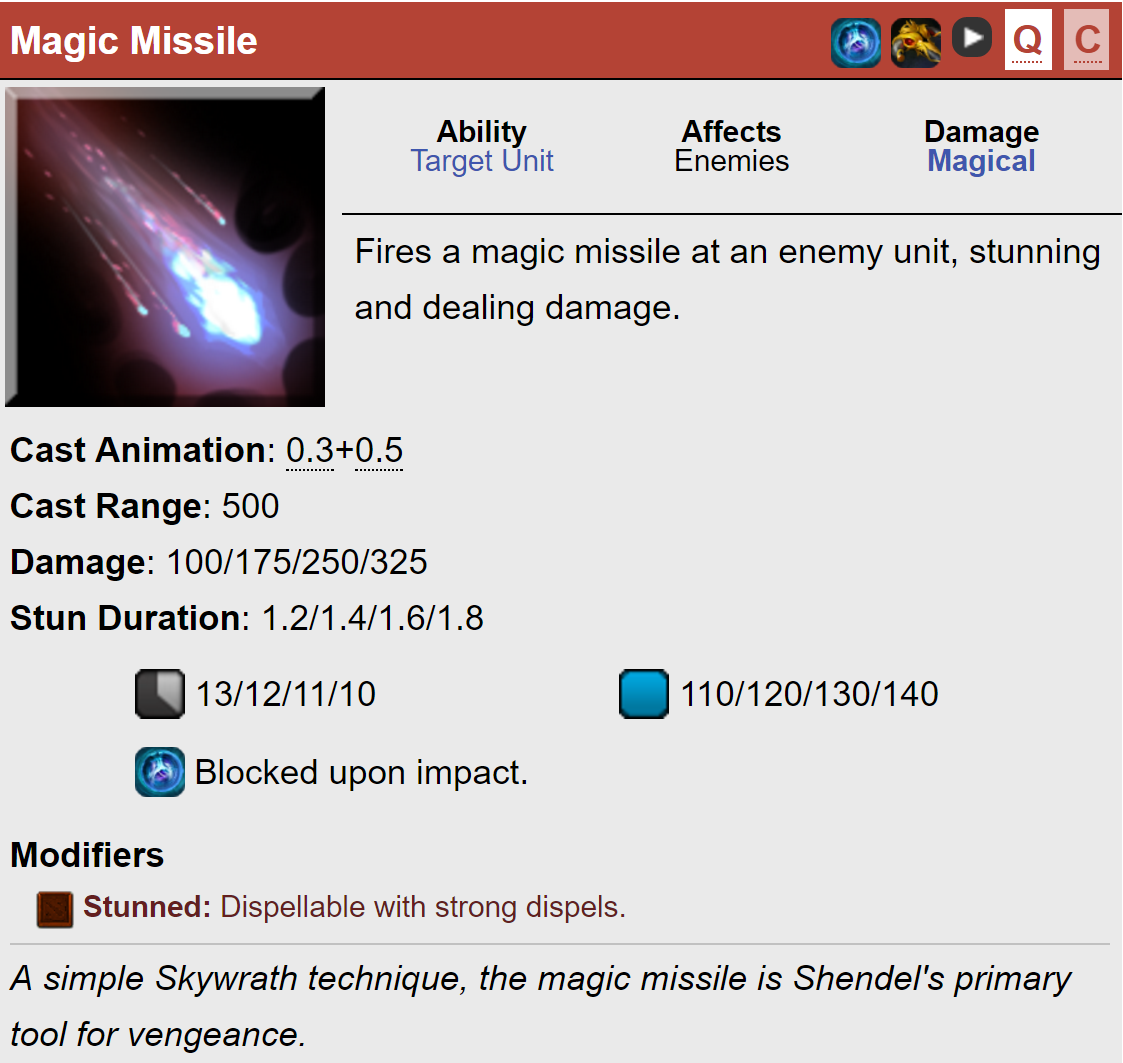 Magic Missile Q C
Ability Affects Damage
Target Unit Enemies Magical
Fires a magic missile at an enemy unit, stunning
and dealing damage.
Cast Animation: 0.3+0.5
Cast Range: 500
Damage: 100/175/250/325
Stun Duration: 1.2/1.4/1.6/1.8
13/12/11/10 110/120/130/140
Blocked upon impact.
Modifiers
Stunned: Dispellable with strong dispels.
A simple Skywrath technique, the magic missile is Shendel's primary
tool for vengeance.